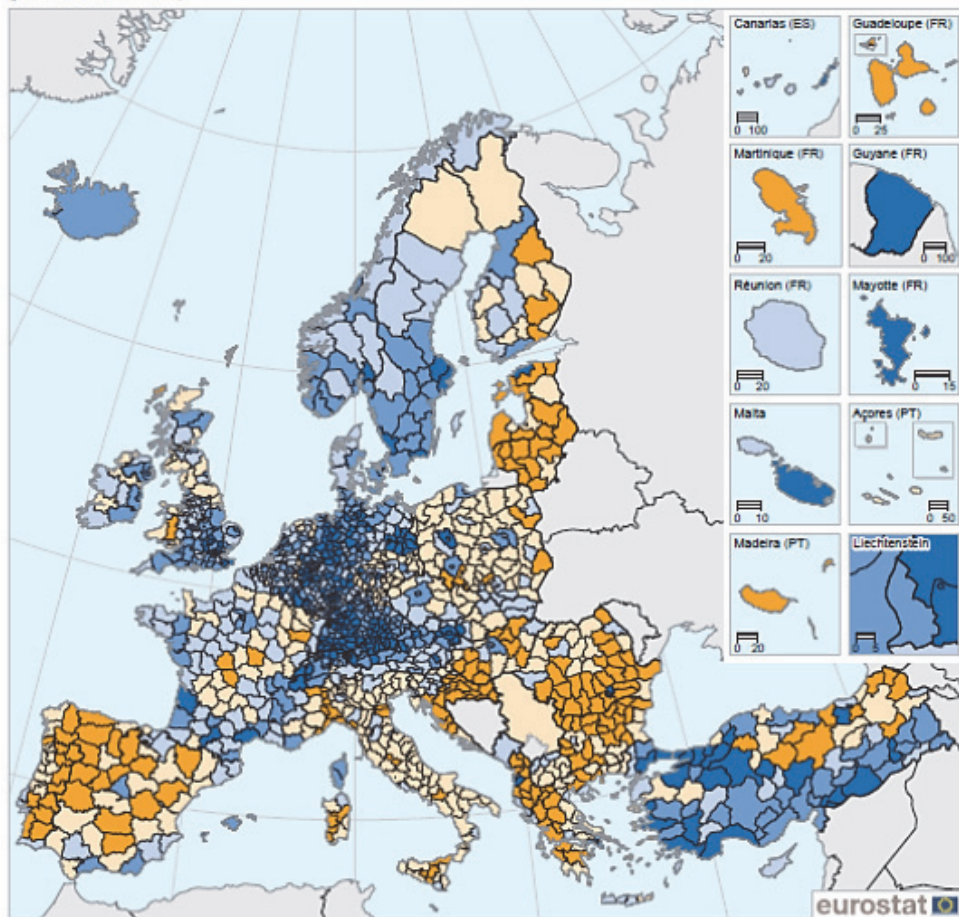 Canarias (ES)
0 100
Guadeloupe (FR)
0 25
Martinique (FR)
0 20
Guyane (FR)
0 100
Réunion (FR)
0 20
Mayotte (FR)
0 15
Malta
0 10
Açores (PT)
0 50
Madeira (PT)
0 20
Liechtenstein
0 5
eurostat